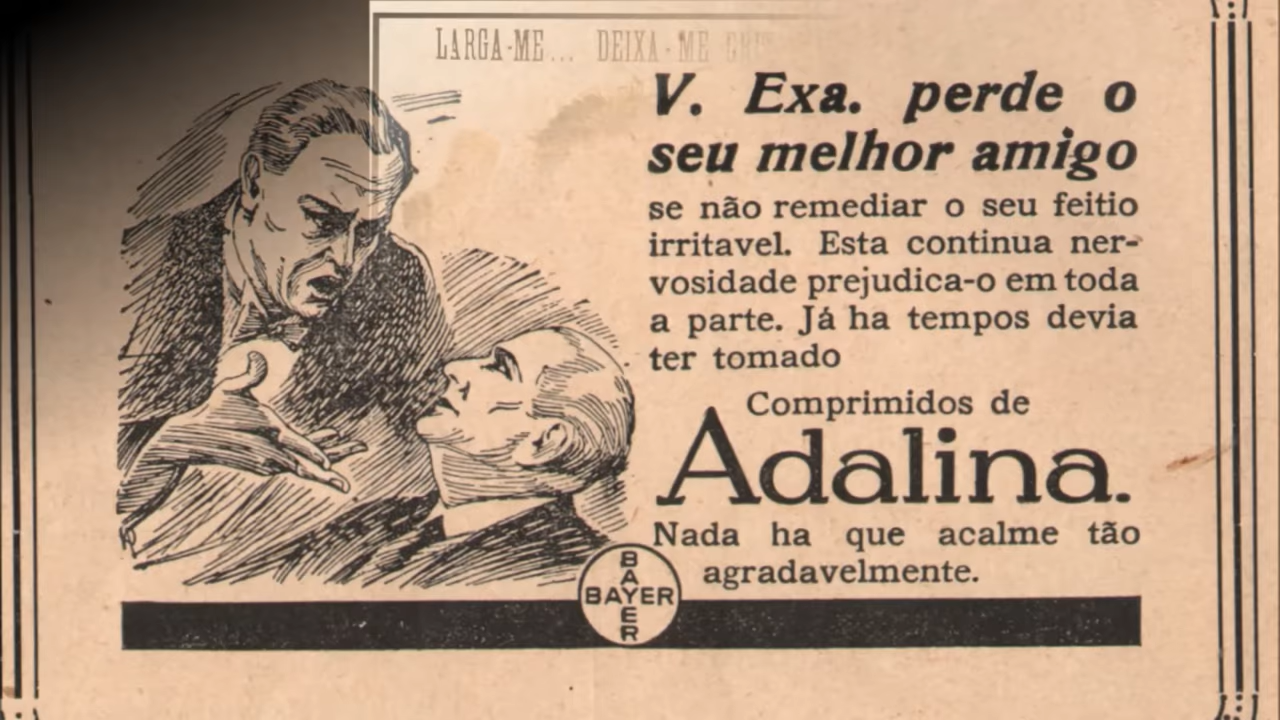 LARGA-ME... DEIXA-ME
V. Exa. perde o
seu melhor amigo
se não remediar o seu feitio
irritavel. Esta continua ner-
vosidade prejudica-o em toda
a parte. Já ha tempos devia
ter tomado
Comprimidos de
Adalina.
Nada ha que acalme tão
agradavelmente.
BAYER
BAYER